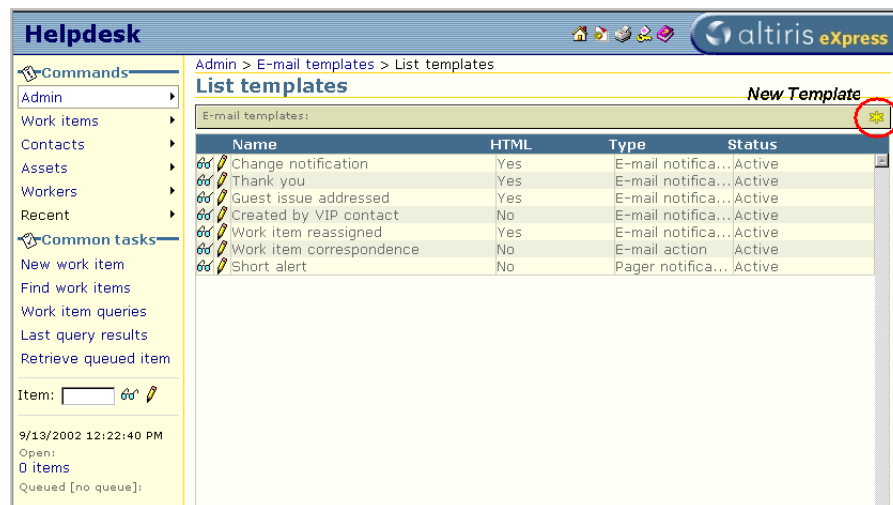 Helpdesk
altiris eXpress
Commands
Admin
Work items
Contacts
Assets
Workers
Recent
Common tasks
New work item
Find work items
Work item queries
Last query results
Retrieve queued item
Item:
9/13/2002 12:22:40 PM
Open:
0 items
Queued [no queue]:
Admin > E-mail templates > List templates
List templates
New Template
E-mail templates:
Name HTML Type Status
Change notification Yes E-mail notifica... Active
Thank you Yes E-mail notifica... Active
Guest issue addressed Yes E-mail notifica... Active
Created by VIP contact No E-mail notifica... Active
Work item reassigned Yes E-mail notifica... Active
Work item correspondence No E-mail action Active
Short alert No Pager notifica... Active